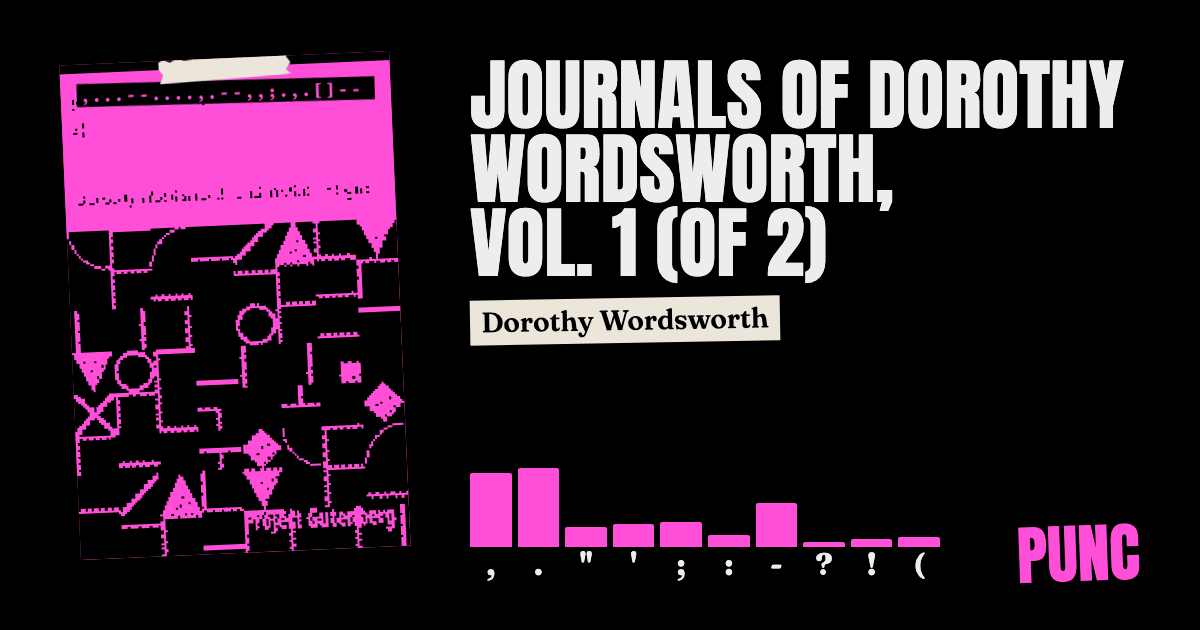 ,...--....,.--,,;.,.[]--
JOURNALS OF DOROTHY
WORDSWORTH,
VOL. 1 (OF 2)
Dorothy Wordsworth
Project Gutenberg
, . " ' ; : - ? ! (
PUNC